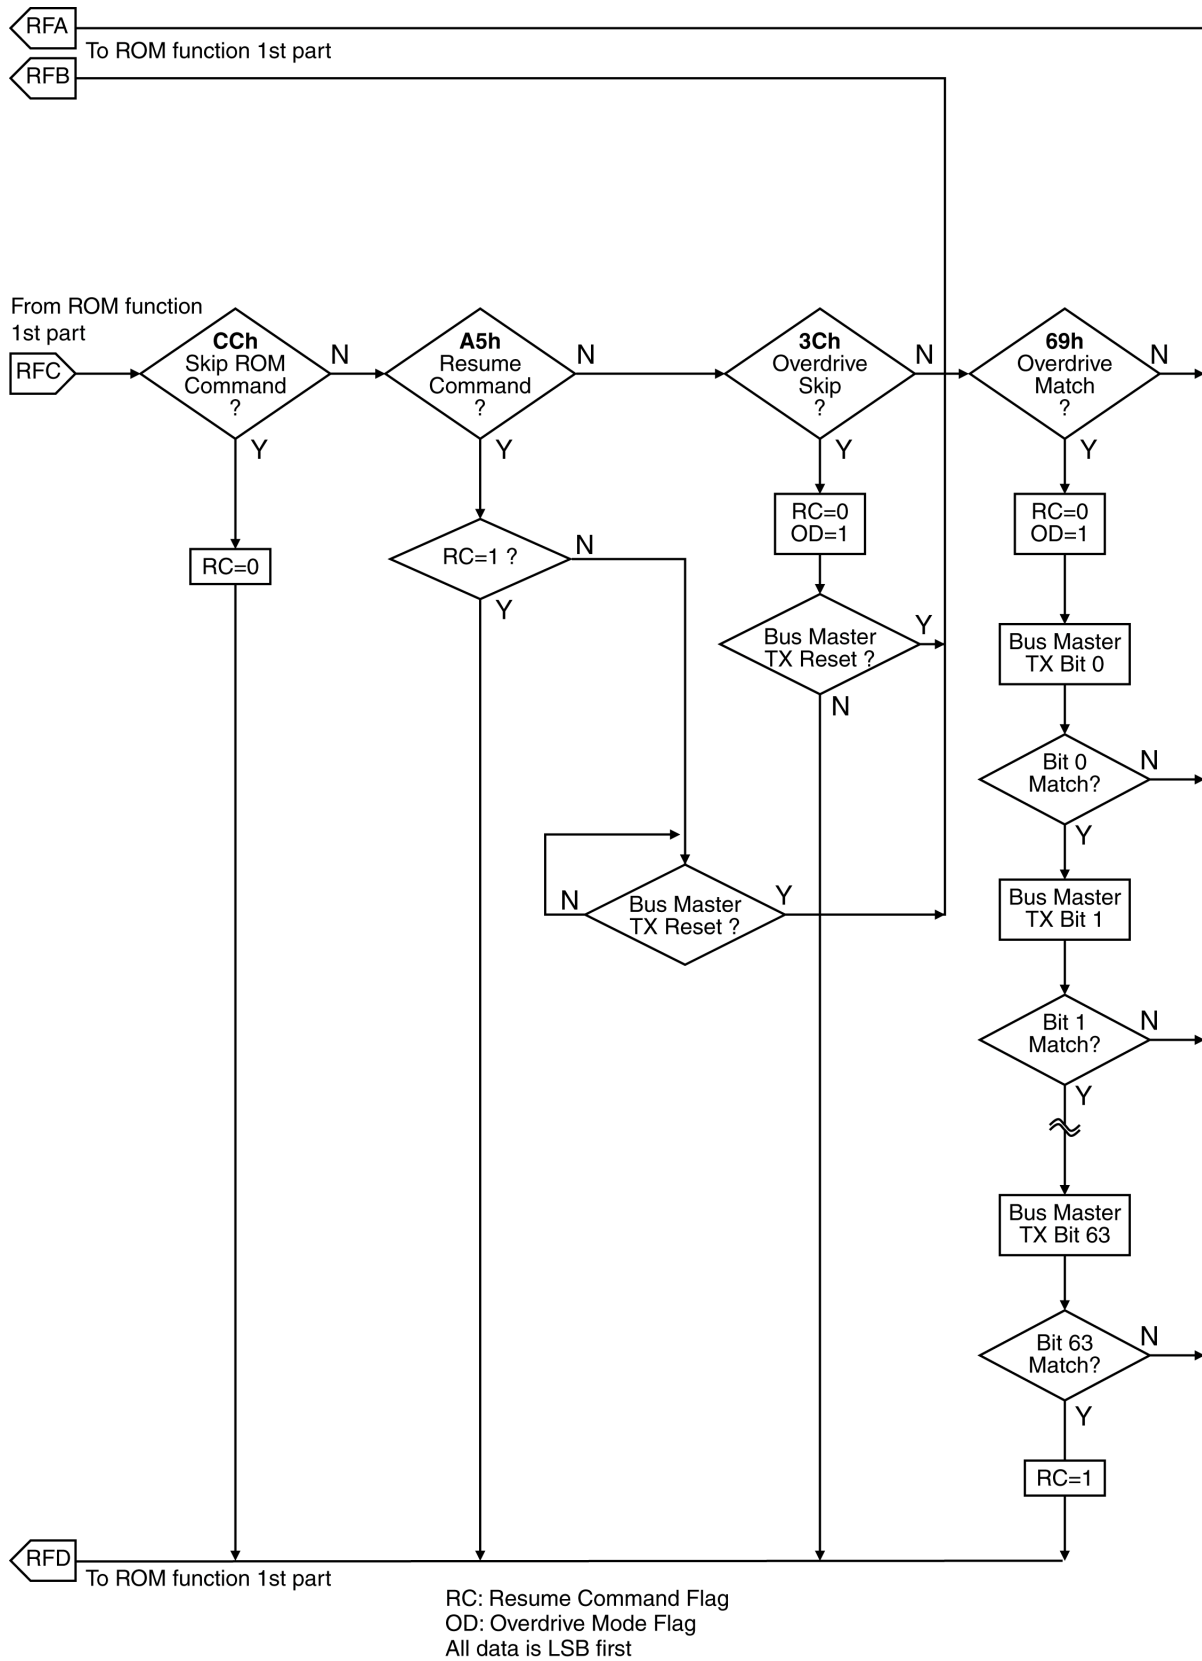 RFA
To ROM function 1st part
RFB
From ROM function
1st part
RFC
CCh
Skip ROM
Command
?
N
Y
RC=0
A5h
Resume
Command
?
N
Y
RC=1 ?
N
Y
Bus Master
TX Reset ?
N
Y
3Ch
Overdrive
Skip
?
N
Y
RC=0
OD=1
Bus Master
TX Reset ?
Y
N
69h
Overdrive
Match
?
N
Y
RC=0
OD=1
Bus Master
TX Bit 0
Bit 0
Match?
N
Y
Bus Master
TX Bit 1
Bit 1
Match?
N
Y
Bus Master
TX Bit 63
Bit 63
Match?
N
Y
RC=1
RFD
To ROM function 1st part
RC: Resume Command Flag
OD: Overdrive Mode Flag
All data is LSB first